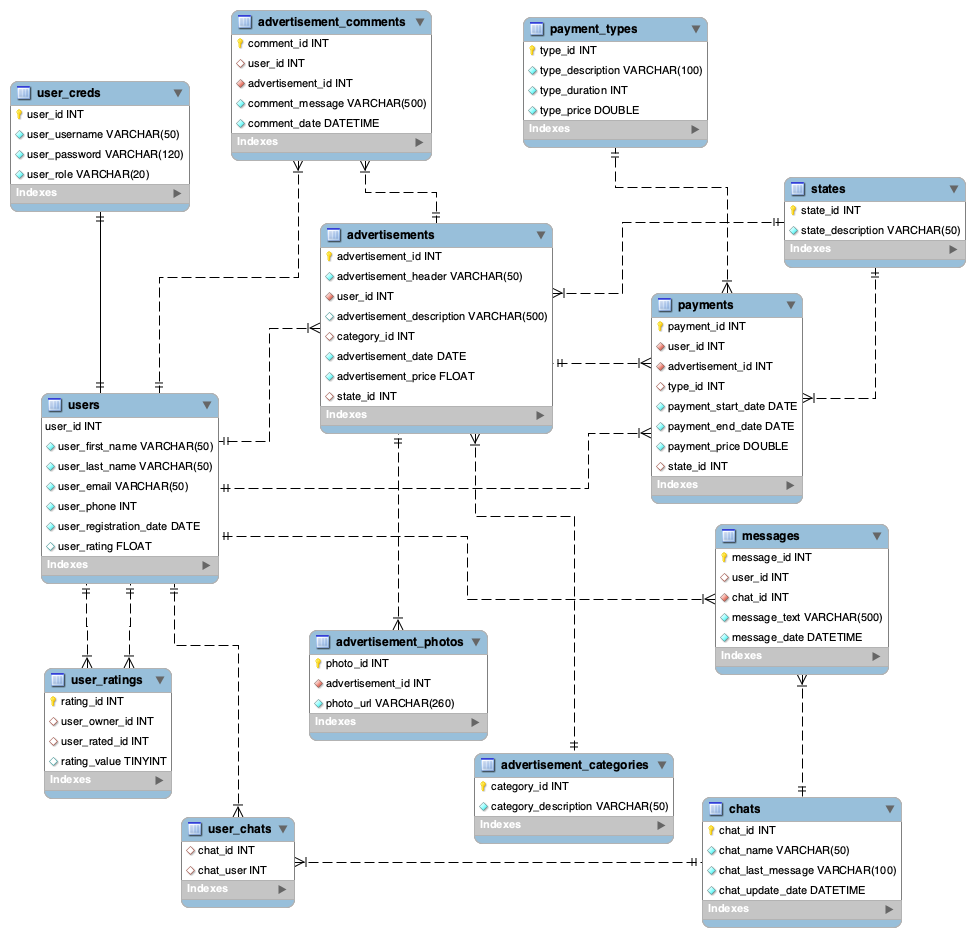 advertisement_comments
comment_id INT
user_id INT
advertisement_id INT
comment_message VARCHAR(500)
comment_date DATETIME
Indexes
payment_types
type_id INT
type_description VARCHAR(100)
type_duration INT
type_price DOUBLE
Indexes
user_creds
user_id INT
user_username VARCHAR(50)
user_password VARCHAR(120)
user_role VARCHAR(20)
Indexes
states
state_id INT
state_description VARCHAR(50)
Indexes
advertisements
advertisement_id INT
advertisement_header VARCHAR(50)
user_id INT
advertisement_description VARCHAR(500)
category_id INT
advertisement_date DATE
advertisement_price FLOAT
state_id INT
Indexes
payments
payment_id INT
user_id INT
advertisement_id INT
type_id INT
payment_start_date DATE
payment_end_date DATE
payment_price DOUBLE
state_id INT
Indexes
users
user_id INT
user_first_name VARCHAR(50)
user_last_name VARCHAR(50)
user_email VARCHAR(50)
user_phone INT
user_registration_date DATE
user_rating FLOAT
Indexes
messages
message_id INT
user_id INT
chat_id INT
message_text VARCHAR(500)
message_date DATETIME
Indexes
advertisement_photos
photo_id INT
advertisement_id INT
photo_url VARCHAR(260)
Indexes
user_ratings
rating_id INT
user_owner_id INT
user_rated_id INT
rating_value TINYINT
Indexes
advertisement_categories
category_id INT
category_description VARCHAR(50)
Indexes
chats
chat_id INT
chat_name VARCHAR(50)
chat_last_message VARCHAR(100)
chat_update_date DATETIME
Indexes
user_chats
chat_id INT
chat_user INT
Indexes